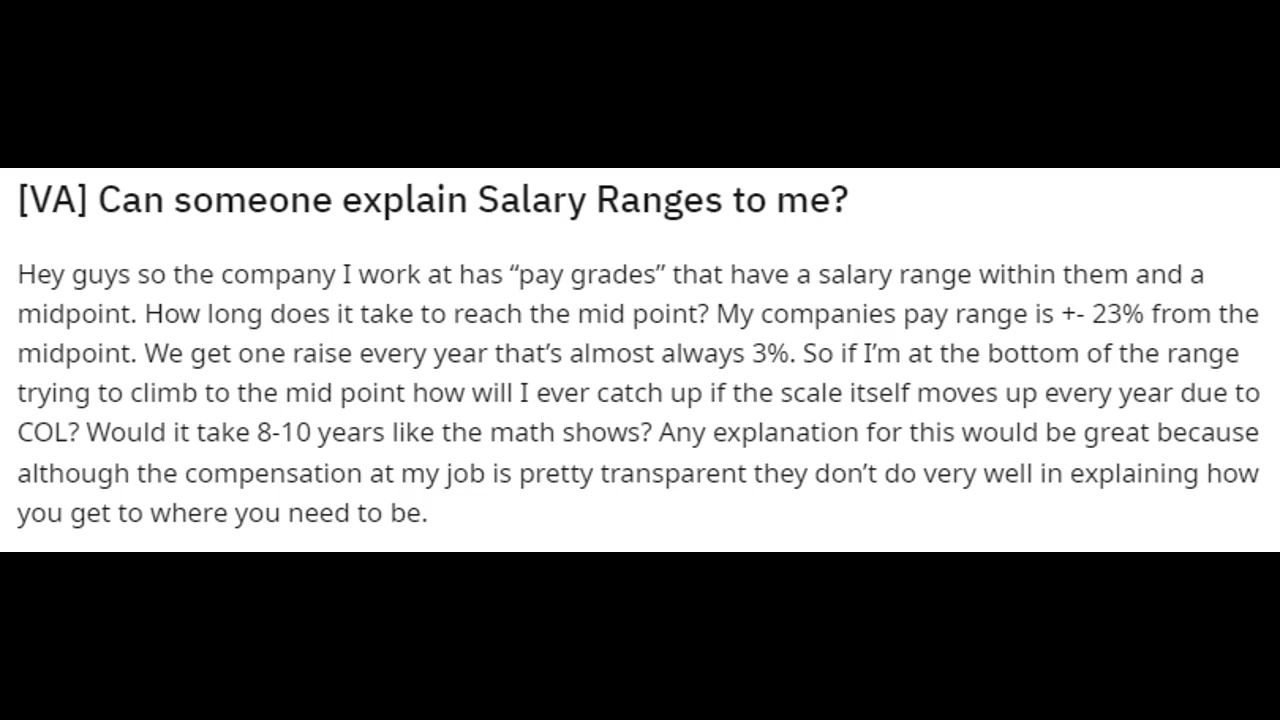 [VA] Can someone explain Salary Ranges to me?
Hey guys so the company I work at has “pay grades” that have a salary range within them and a
midpoint. How long does it take to reach the mid point? My companies pay range is +- 23% from the
midpoint. We get one raise every year that’s almost always 3%. So if I’m at the bottom of the range
trying to climb to the mid point how will I ever catch up if the scale itself moves up every year due to
COL? Would it take 8-10 years like the math shows? Any explanation for this would be great because
although the compensation at my job is pretty transparent they don’t do very well in explaining how
you get to where you need to be.